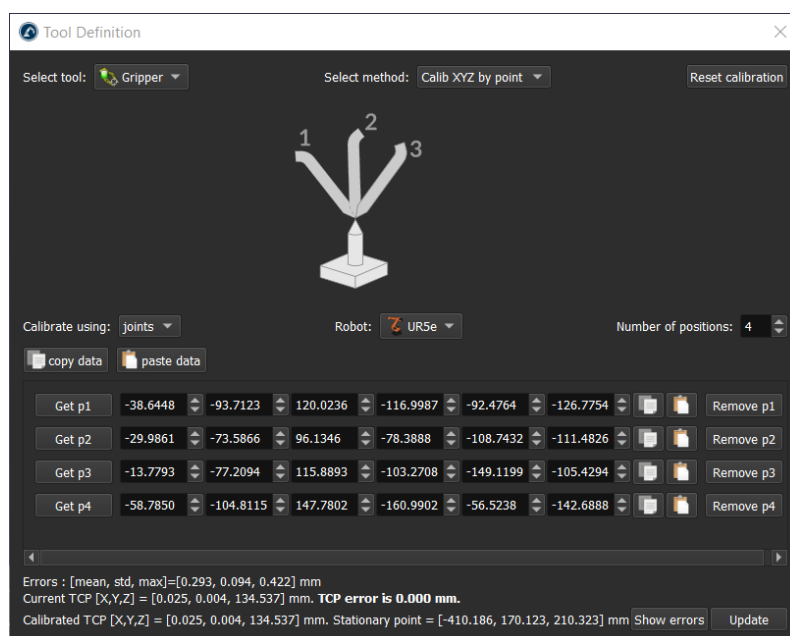 Tool Definition
Select tool: Gripper Select method: Calib XYZ by point Reset calibration
1 2 3
Calibrate using: joints Robot: UR5e Number of positions: 4
copy data paste data
Get p1 -38.6448 -93.7123 120.0236 -116.9987 -92.4764 -126.7754 Remove p1
Get p2 -29.9861 -73.5866 96.1346 -78.3888 -108.7432 -111.4826 Remove p2
Get p3 -13.7793 -77.2094 115.8893 -103.2708 -149.1199 -105.4294 Remove p3
Get p4 -58.7850 -104.8115 147.7802 -160.9902 -56.5238 -142.6888 Remove p4
Errors : [mean, std, max]=[0.293, 0.094, 0.422] mm
Current TCP [X,Y,Z] = [0.025, 0.004, 134.537] mm. TCP error is 0.000 mm.
Calibrated TCP [X,Y,Z] = [0.025, 0.004, 134.537] mm. Stationary point = [-410.186, 170.123, 210.323] mm Show errors Update